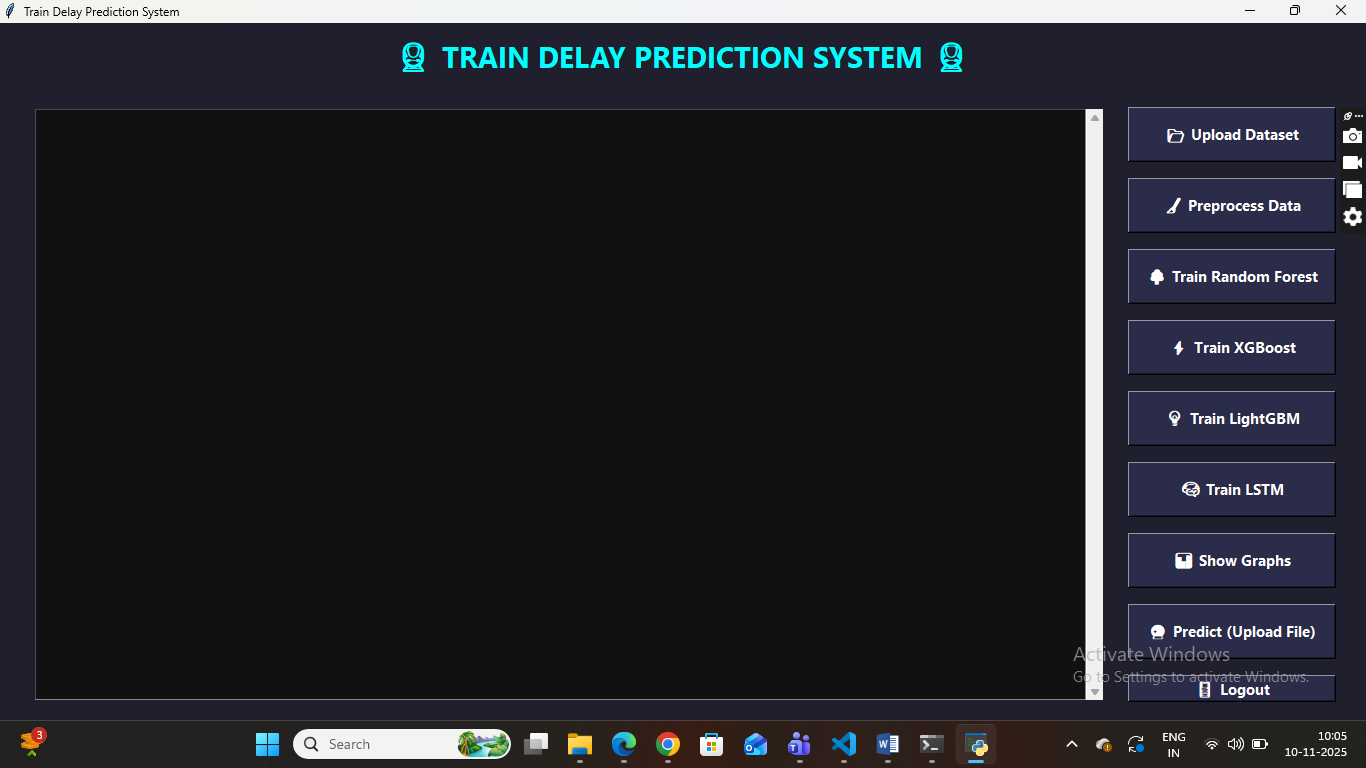 Train Delay Prediction System
TRAIN DELAY PREDICTION SYSTEM
Upload Dataset
Preprocess Data
Train Random Forest
Train XGBoost
Train LightGBM
Train LSTM
Show Graphs
Predict (Upload File)
Activate Windows
Go to Settings to activate Windows.
Logout
3
Search
ENG
IN
10:05
10-11-2025